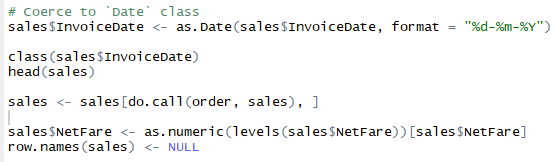 # Coerce to `Date` class
sales$InvoiceDate <- as.Date(sales$InvoiceDate, format = "%d-%m-%Y")
class(sales$InvoiceDate)
head(sales)
sales <- sales[do.call(order, sales), ]
sales$NetFare <- as.numeric(levels(sales$NetFare))[sales$NetFare]
row.names(sales) <- NULL